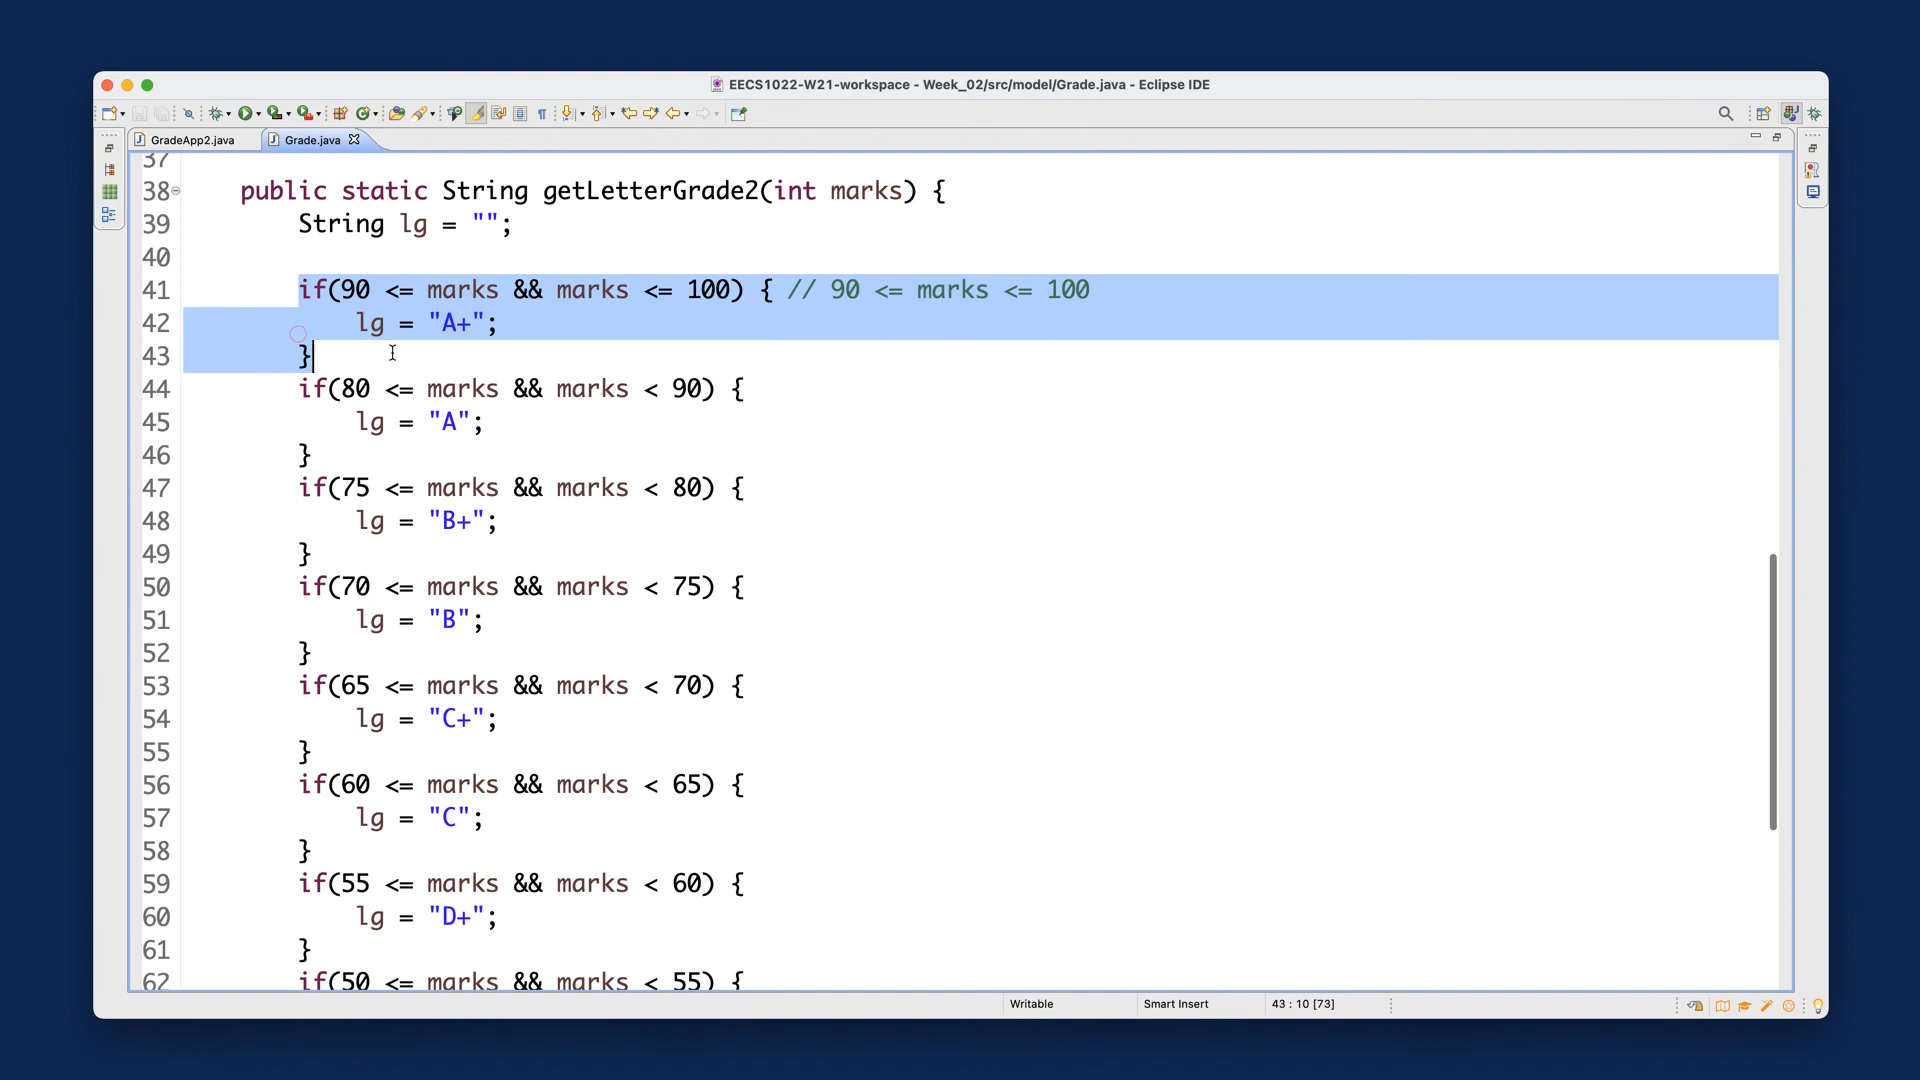 EECS1022-W21-workspace - Week_02/src/model/Grade.java - Eclipse IDE
GradeApp2.java
Grade.java
37
38 public static String getLetterGrade2(int marks) {
39 String lg = "";
40
41 if(90 <= marks && marks <= 100) { // 90 <= marks <= 100
42 lg = "A+";
43 }
44 if(80 <= marks && marks < 90) {
45 lg = "A";
46 }
47 if(75 <= marks && marks < 80) {
48 lg = "B+";
49 }
50 if(70 <= marks && marks < 75) {
51 lg = "B";
52 }
53 if(65 <= marks && marks < 70) {
54 lg = "C+";
55 }
56 if(60 <= marks && marks < 65) {
57 lg = "C";
58 }
59 if(55 <= marks && marks < 60) {
60 lg = "D+";
61 }
62 if(50 <= marks && marks < 55) {
Writable
Smart Insert
43 : 10 [73]